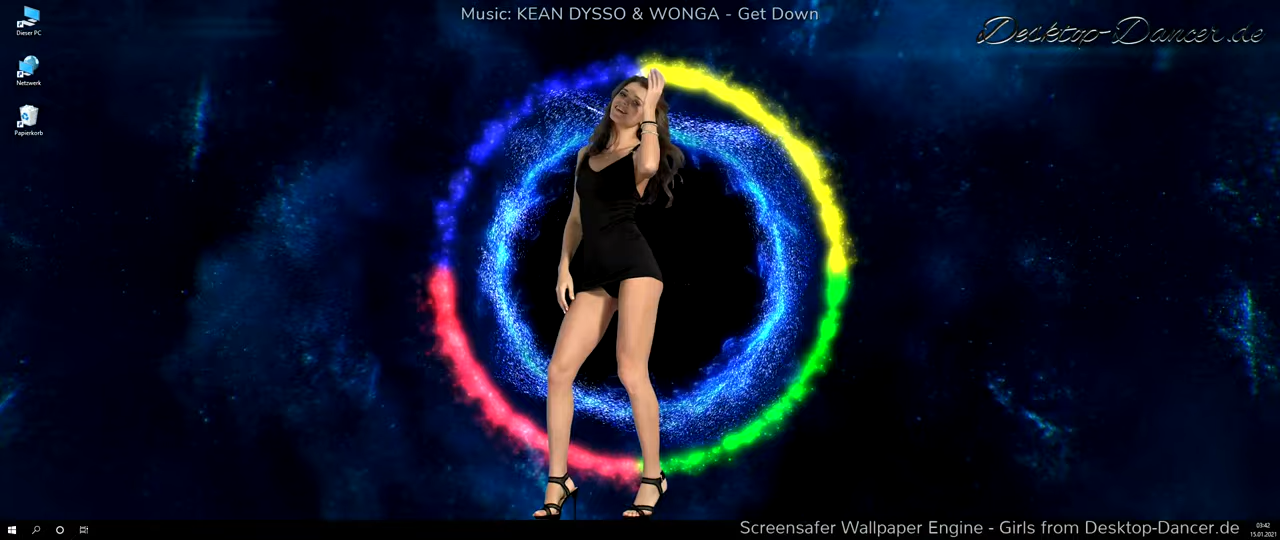 Music: KEAN DYSSO & WONGA - Get Down
Desktop-Dancer.de
Dieser PC
Netzwerk
Papierkorb
Screensafer Wallpaper Engine - Girls from Desktop-Dancer.de
03:42
15.01.2021